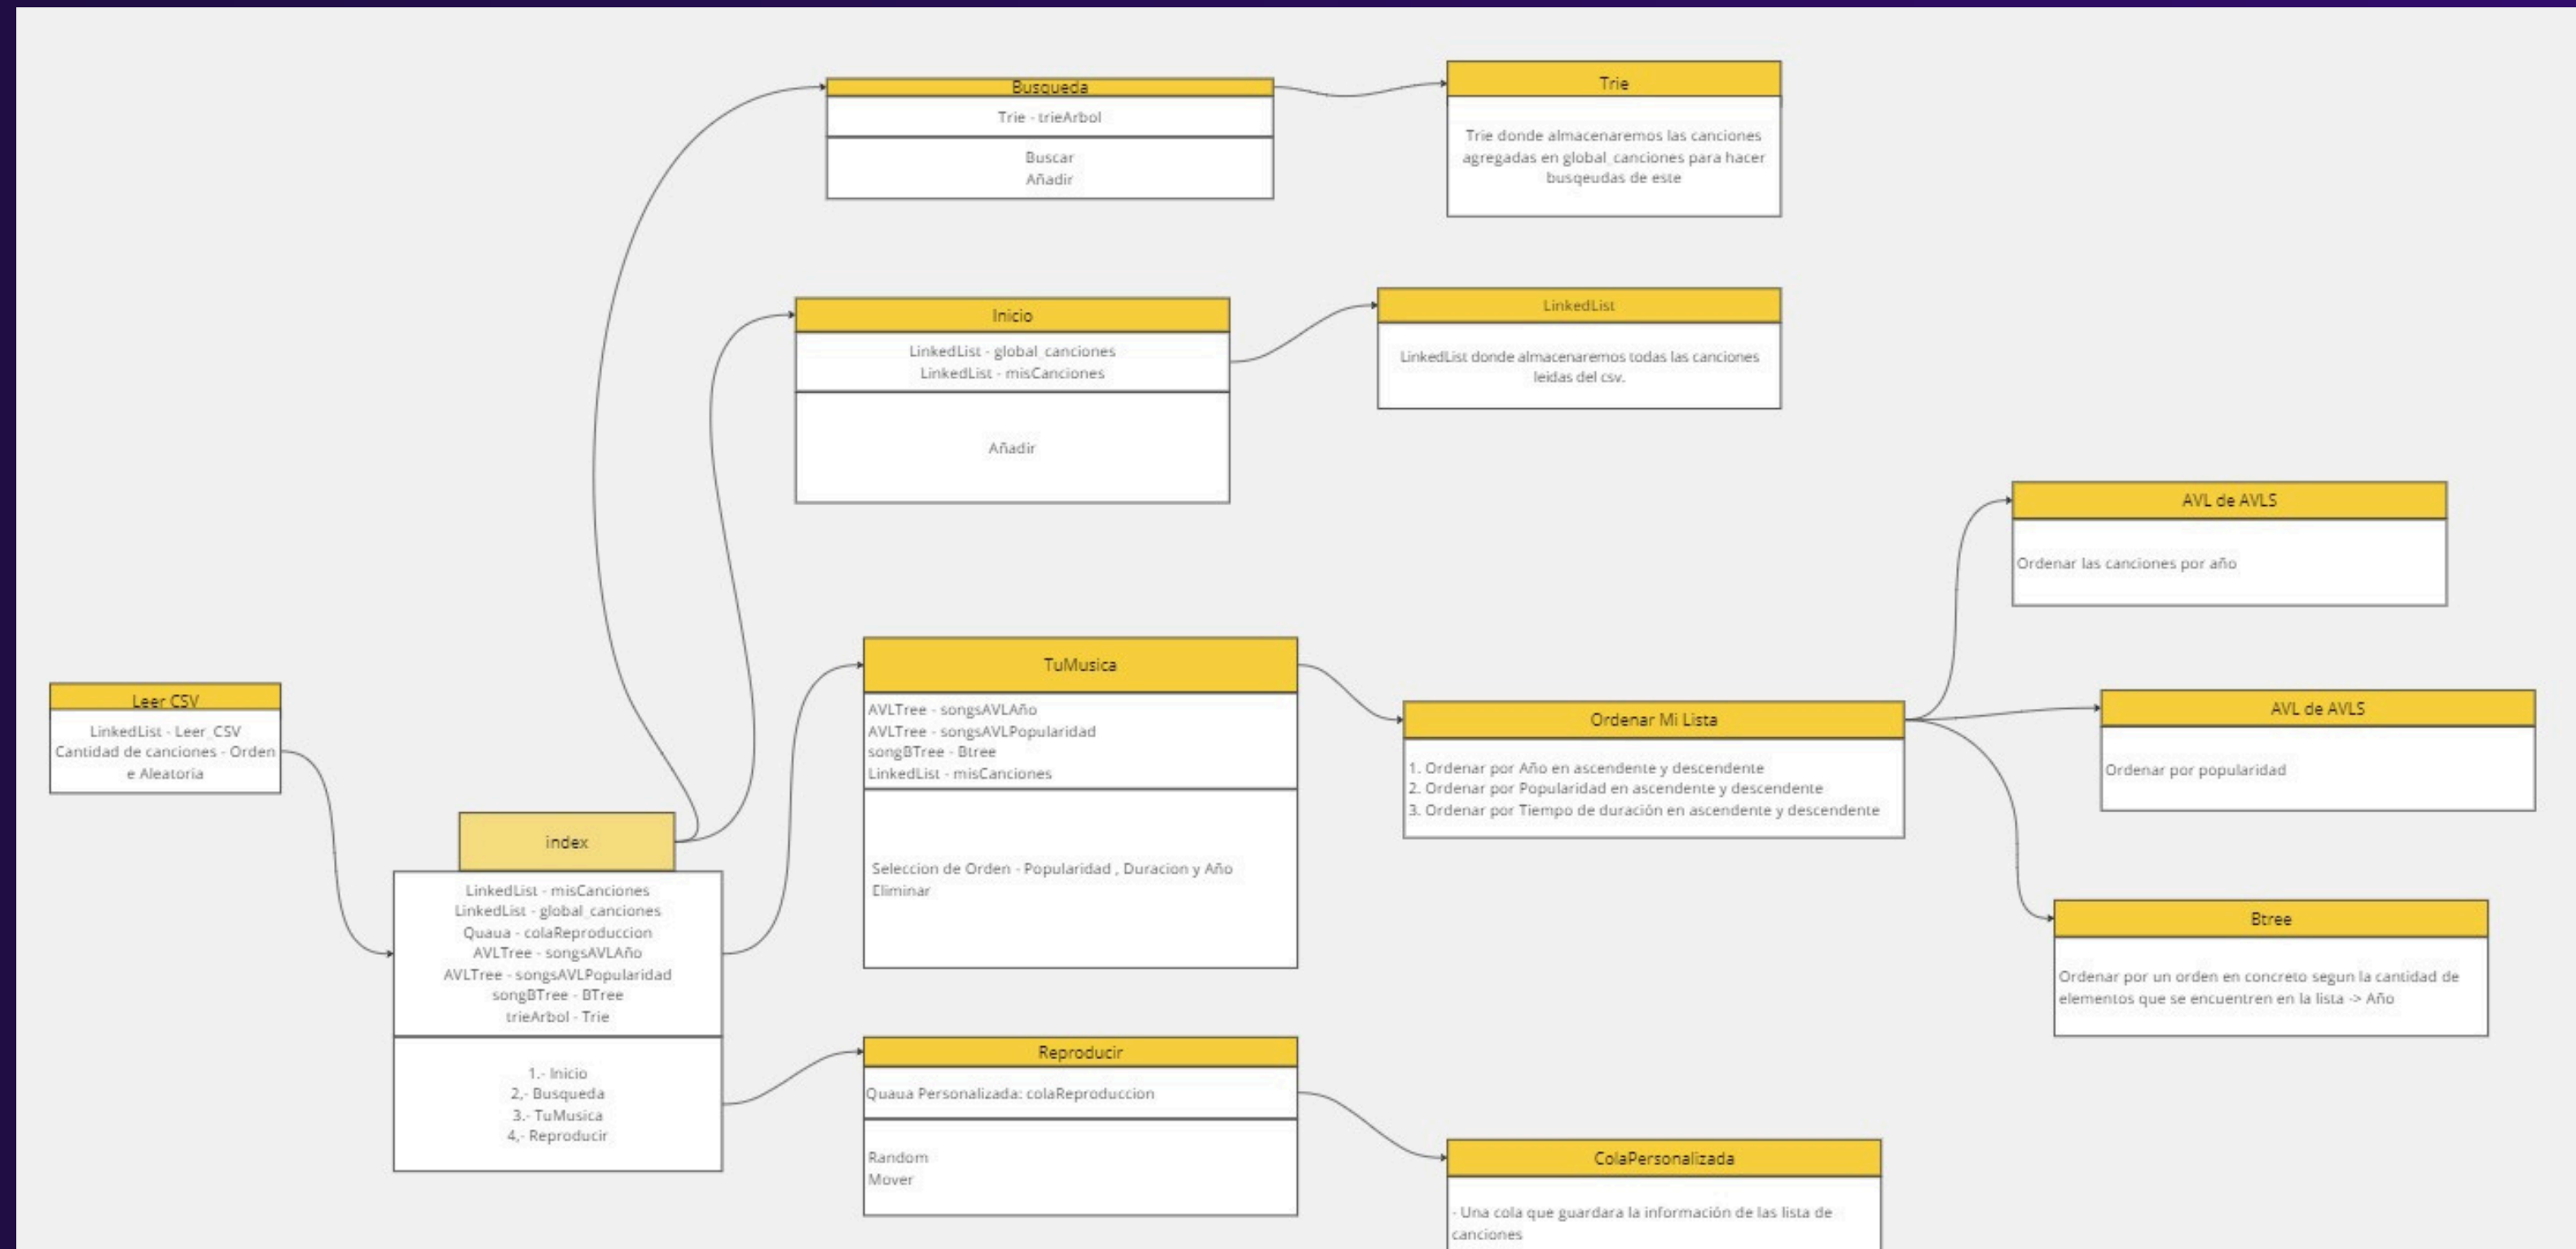 Busqueda
Trie - trieArbol
Buscar
Añadir
Trie
Trie donde almacenaremos las canciones
agregadas en global_canciones para hacer
busqeudas de este
Inicio
LinkedList - global_canciones
LinkedList - misCanciones
Añadir
LinkedList
LinkedList donde almacenaremos todas las canciones
leidas del csv.
Leer CSV
LinkedList - Leer_CSV
Cantidad de canciones - Orden
e Aleatoria
index
LinkedList - misCanciones
LinkedList - global_canciones
Quaua - colaReproduccion
AVLTree - songsAVLAño
AVLTree - songsAVLPopularidad
songBTree - BTree
trieArbol - Trie
1.- Inicio
2,- Busqueda
3.- TuMusica
4,- Reproducir
TuMusica
AVLTree - songsAVLAño
AVLTree - songsAVLPopularidad
songBTree - Btree
LinkedList - misCanciones
Seleccion de Orden - Popularidad , Duracion y Año
Eliminar
Ordenar Mi Lista
1. Ordenar por Año en ascendente y descendente
2. Ordenar por Popularidad en ascendente y descendente
3. Ordenar por Tiempo de duración en ascendente y descendente
AVL de AVLS
Ordenar las canciones por año
AVL de AVLS
Ordenar por popularidad
Btree
Ordenar por un orden en concreto segun la cantidad de
elementos que se encuentren en la lista -> Año
Reproducir
Quaua Personalizada: colaReproduccion
Random
Mover
ColaPersonalizada
- Una cola que guardara la información de las lista de
canciones